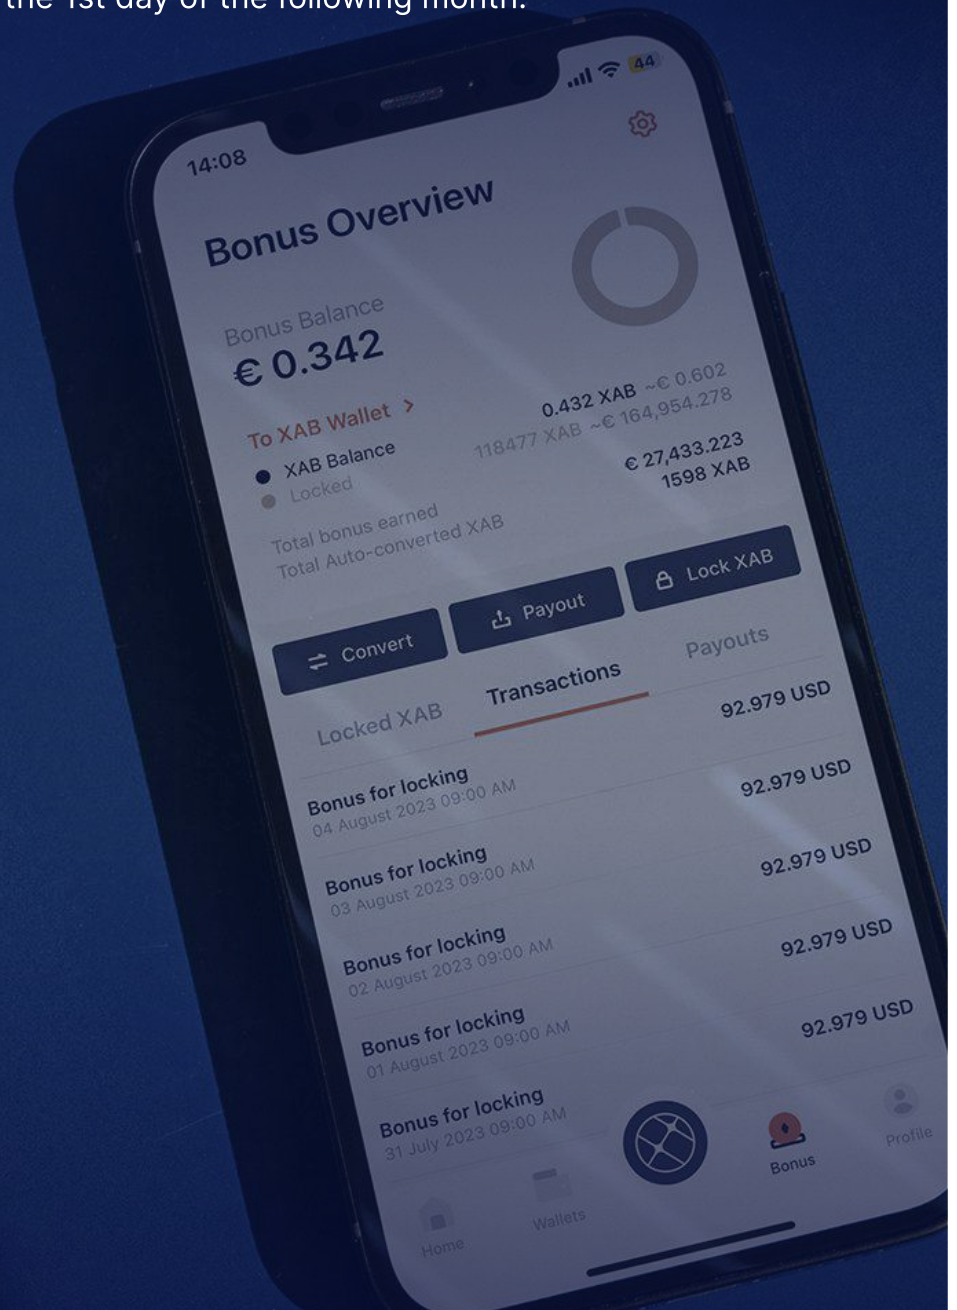 the 1st day of the following month.
14:08
44
Bonus Overview
Bonus Balance
€ 0.342
To XAB Wallet >
XAB Balance 0.432 XAB ~€ 0.602
Locked 118477 XAB ~€ 164,954.278
Total bonus earned € 27,433.223
Total Auto-converted XAB 1598 XAB
Convert Payout Lock XAB
Locked XAB Transactions Payouts
Bonus for locking 92.979 USD
04 August 2023 09:00 AM
Bonus for locking 92.979 USD
03 August 2023 09:00 AM
Bonus for locking 92.979 USD
02 August 2023 09:00 AM
Bonus for locking 92.979 USD
01 August 2023 09:00 AM
Bonus for locking 92.979 USD
31 July 2023 09:00 AM
Home Wallets Bonus Profile